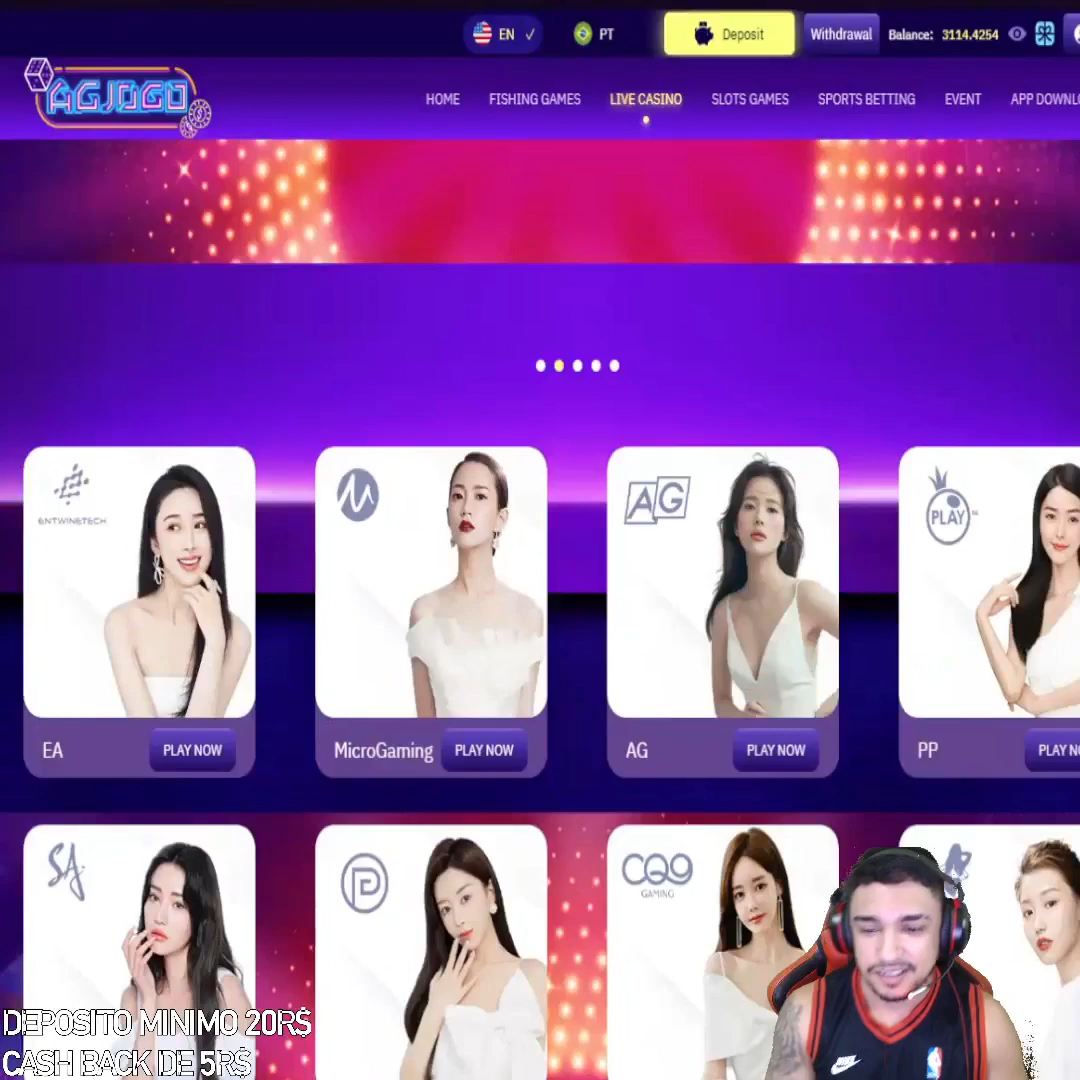 EN ✓ PT Deposit Withdrawal Balance: 3114.4254
AGJOGO
HOME FISHING GAMES LIVE CASINO SLOTS GAMES SPORTS BETTING EVENT APP
ENTWINETECH
AG
PLAY
EA PLAY NOW MicroGaming PLAY NOW AG PLAY NOW PP PLAY
SA
CQ9
GAMING
DEPOSITO MINIMO 20R$
CASH BACK DE 5R$